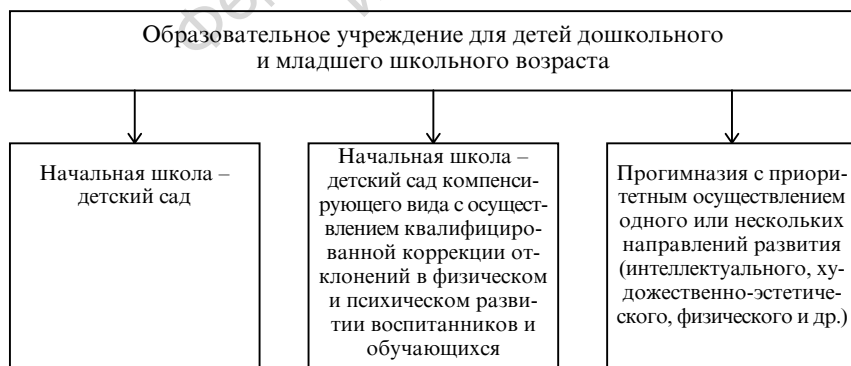 Образовательное учреждение для детей дошкольного
и младшего школьного возраста
Начальная школа –
детский сад
Начальная школа –
детский сад компенси-
рующего вида с осущест-
влением квалифициро-
ванной коррекции от-
клонений в физическом
и психическом разви-
тии воспитанников и
обучающихся
Прогимназия с приори-
тетным осуществлением
одного или нескольких
направлений развития
(интеллектуального, ху-
дожественно-эстетиче-
ского, физического и др.)